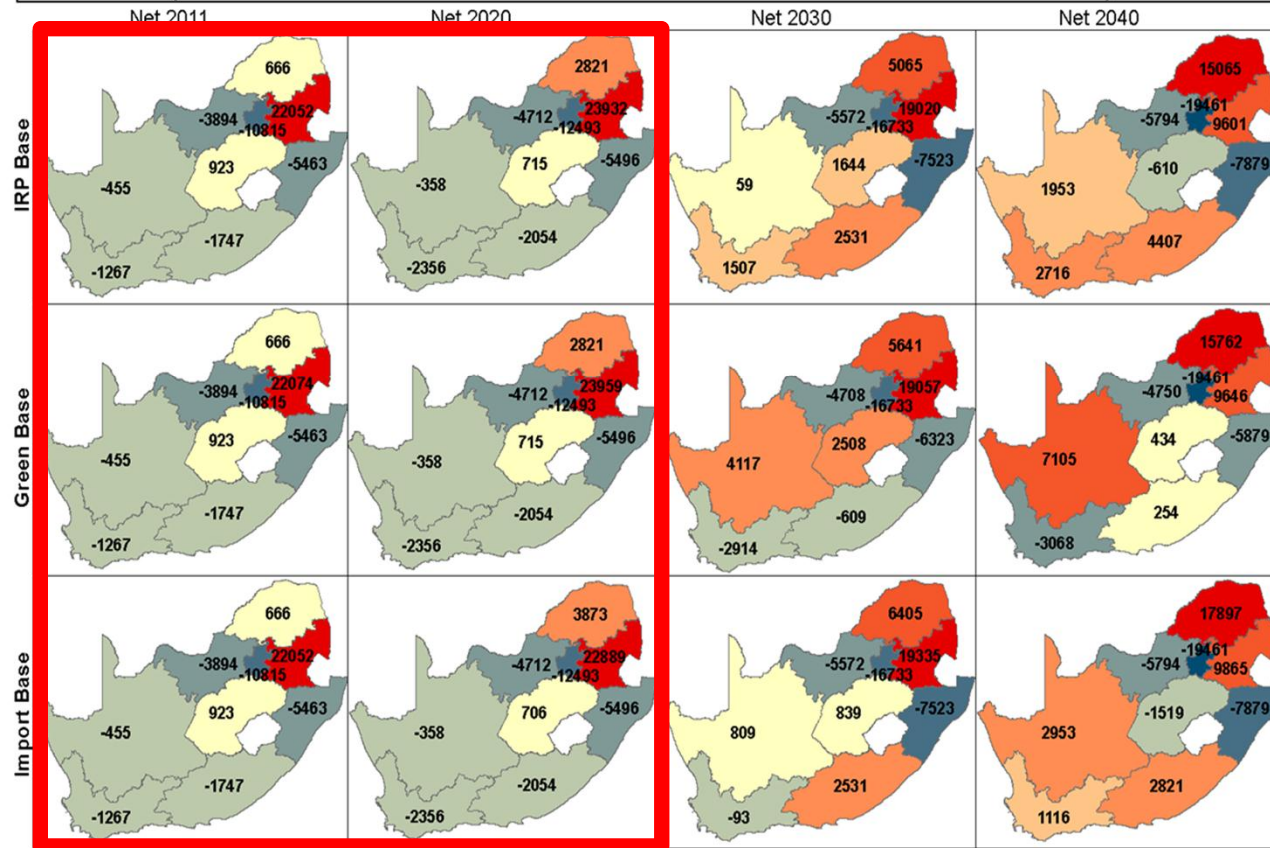 Net 2011 Net 2020 Net 2030 Net 2040
IRP Base
666 2821 5065 15065
-3894 22052 -4712 23932 -5572 19020 -5794 -19461
-10815 -12493 -16733 9601
-455 923 -5463 -358 715 -5496 59 1644 -7523 1953 -610 -7879
-1267 -1747 -2356 -2054 1507 2531 2716 4407
Green Base
666 2821 5641 15762
-3894 22074 -4712 23959 -4708 19057 -4750 -19461
-10815 -12493 -16733 9646
-455 923 -5463 -358 715 -5496 4117 2508 -6323 7105 434 -5879
-1267 -1747 -2356 -2054 -2914 -609 -3068 254
Import Base
666 3873 6405 17897
-3894 22052 -4712 22889 -5572 19335 -5794 -19461
-10815 -12493 -16733 9865
-455 923 -5463 -358 706 -5496 809 839 -7523 2953 -1519 -7879
-1267 -1747 -2356 -2054 -93 2531 1116 2821